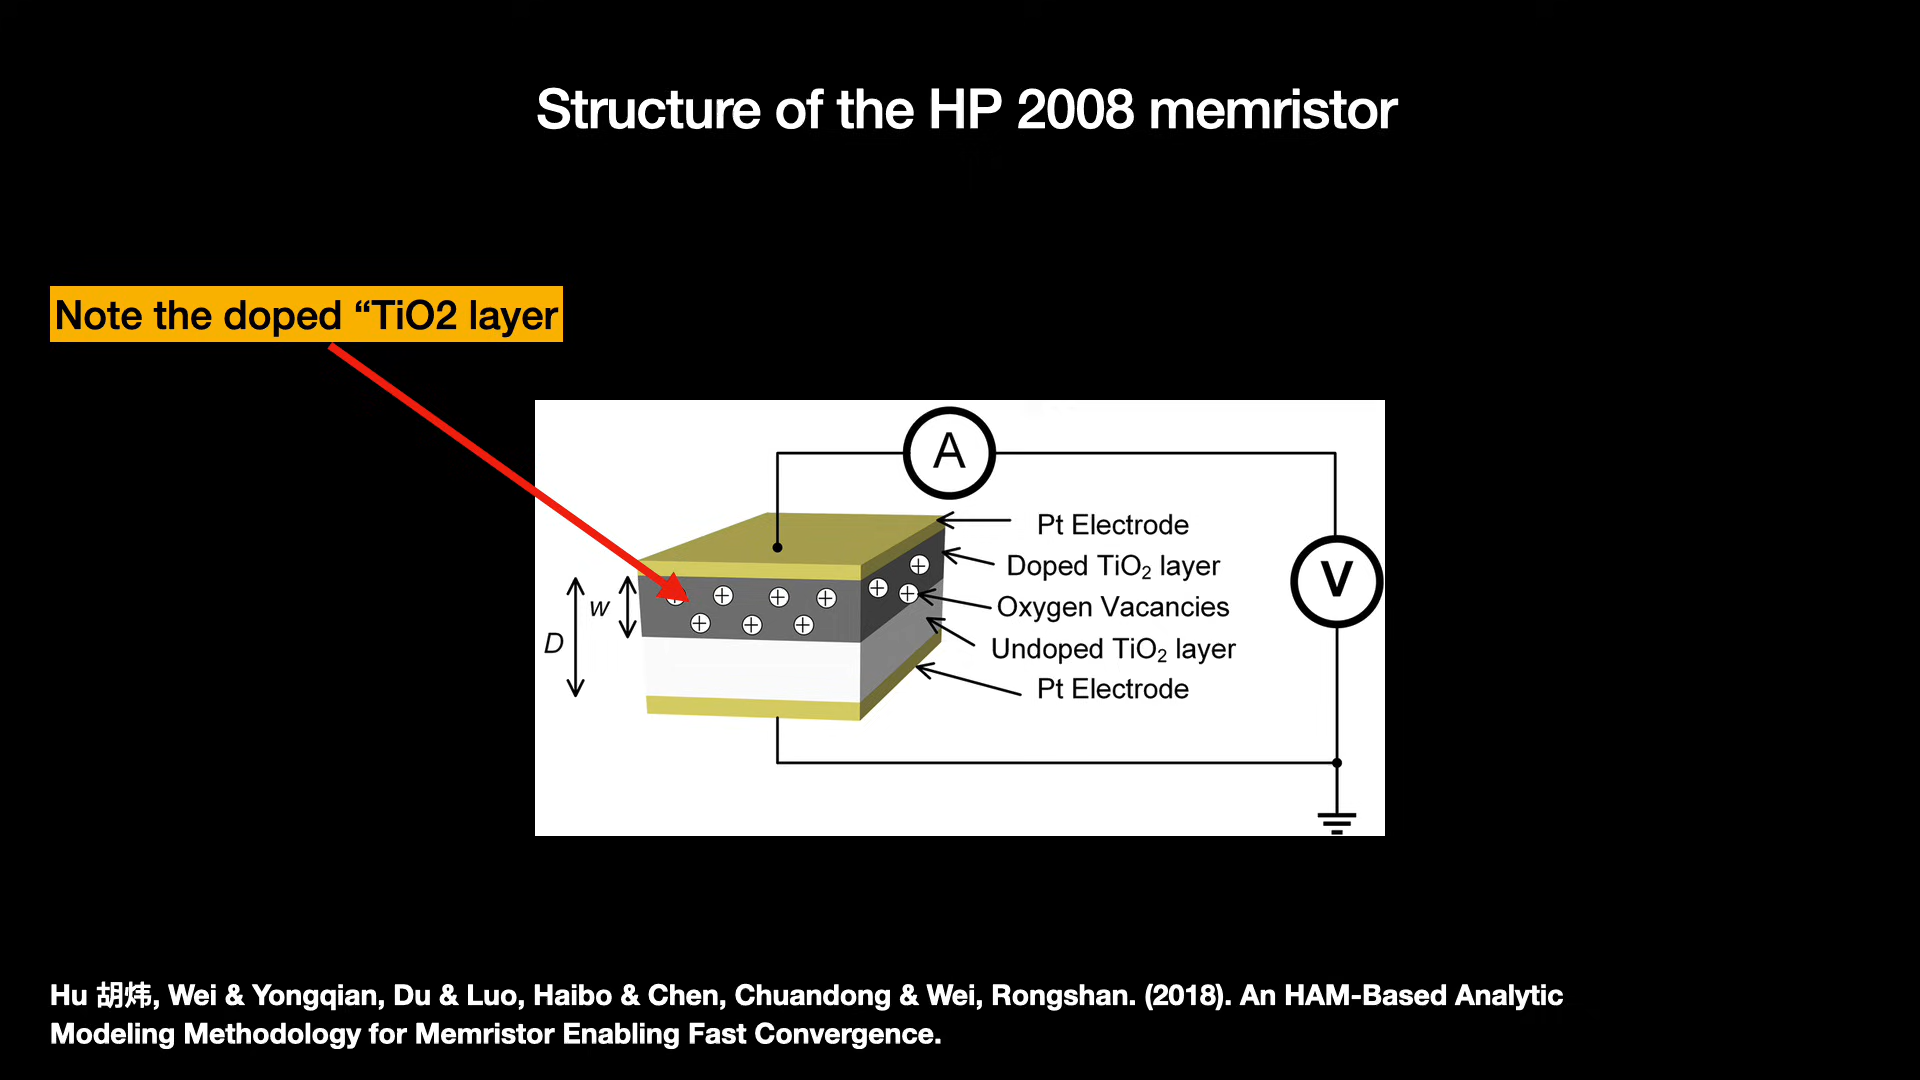 Structure of the HP 2008 memristor
Note the doped “TiO2 layer
A
Pt Electrode
Doped TiO₂ layer
V
w
Oxygen Vacancies
D
Undoped TiO₂ layer
Pt Electrode
Hu 胡炜, Wei & Yongqian, Du & Luo, Haibo & Chen, Chuandong & Wei, Rongshan. (2018). An HAM-Based Analytic
Modeling Methodology for Memristor Enabling Fast Convergence.